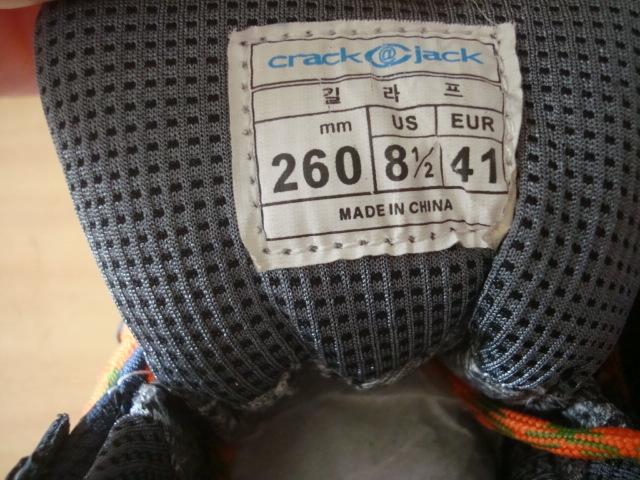 crack@jack
길 라 프
mm US EUR
260 8½ 41
MADE IN CHINA